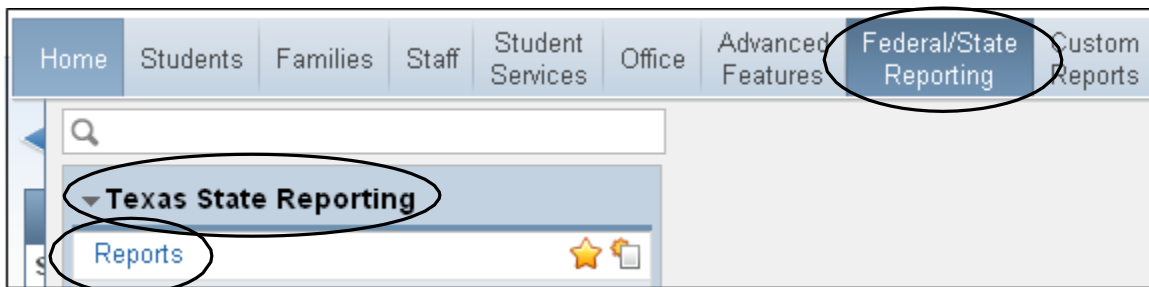 Home Students Families Staff Student Services Office Advanced Features Federal/State Reporting Custom Reports
Texas State Reporting
Reports
S